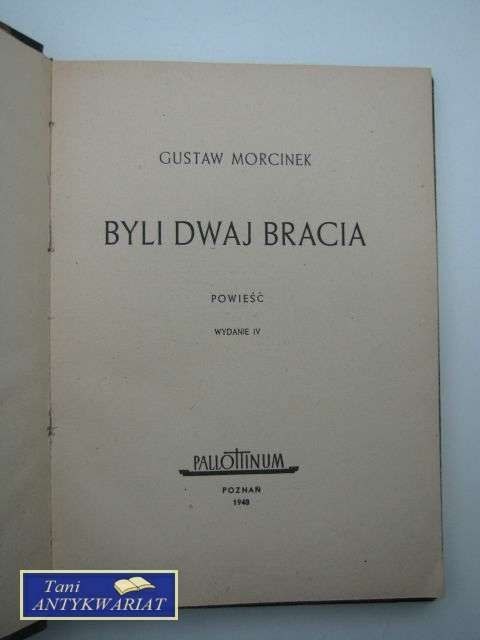 GUSTAW MORCINEK
BYLI DWAJ BRACIA
POWIEŚĆ
WYDANIE IV
PALLOTTINUM
POZNAŃ
1948
Tani
ANTYKWARIAT